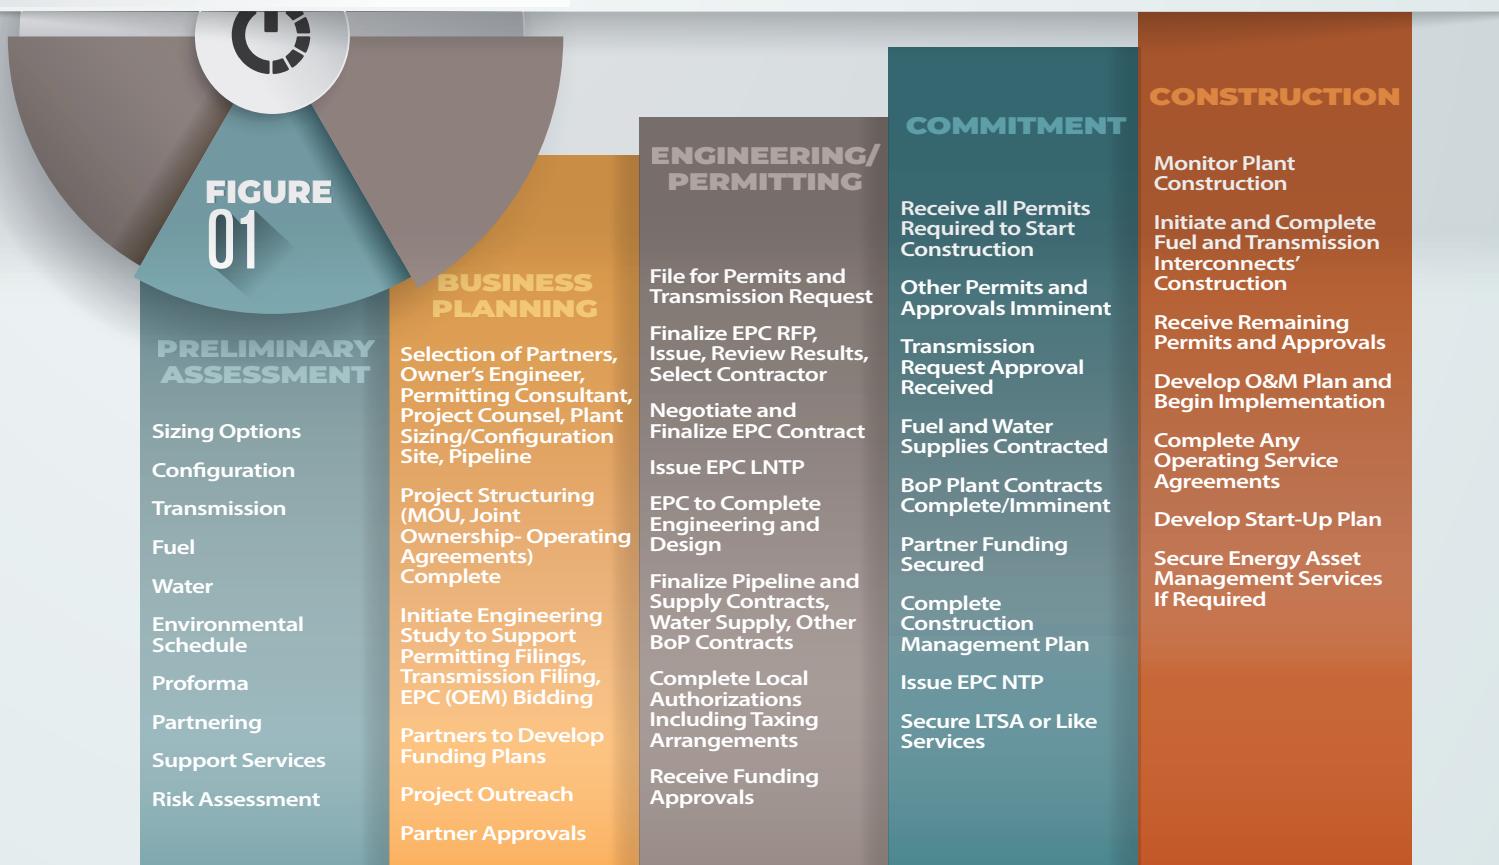 FIGURE
01
PRELIMINARY
ASSESSMENT
Sizing Options
Configuration
Transmission
Fuel
Water
Environmental
Schedule
Proforma
Partnering
Support Services
Risk Assessment
BUSINESS
PLANNING
Selection of Partners,
Owner's Engineer,
Permitting Consultant,
Project Counsel, Plant
Sizing/Configuration
Site, Pipeline
Project Structuring
(MOU, Joint
Ownership- Operating
Agreements)
Complete
Initiate Engineering
Study to Support
Permitting Filings,
Transmission Filing,
EPC (OEM) Bidding
Partners to Develop
Funding Plans
Project Outreach
Partner Approvals
ENGINEERING/
PERMITTING
File for Permits and
Transmission Request
Finalize EPC RFP,
Issue, Review Results,
Select Contractor
Negotiate and
Finalize EPC Contract
Issue EPC LNTP
EPC to Complete
Engineering and
Design
Finalize Pipeline and
Supply Contracts,
Water Supply, Other
BoP Contracts
Complete Local
Authorizations
Including Taxing
Arrangements
Receive Funding
Approvals
COMMITMENT
Receive all Permits
Required to Start
Construction
Other Permits and
Approvals Imminent
Transmission
Request Approval
Received
Fuel and Water
Supplies Contracted
BoP Plant Contracts
Complete/Imminent
Partner Funding
Secured
Complete
Construction
Management Plan
Issue EPC NTP
Secure LTSA or Like
Services
CONSTRUCTION
Monitor Plant
Construction
Initiate and Complete
Fuel and Transmission
Interconnects'
Construction
Receive Remaining
Permits and Approvals
Develop O&M Plan and
Begin Implementation
Complete Any
Operating Service
Agreements
Develop Start-Up Plan
Secure Energy Asset
Management Services
If Required